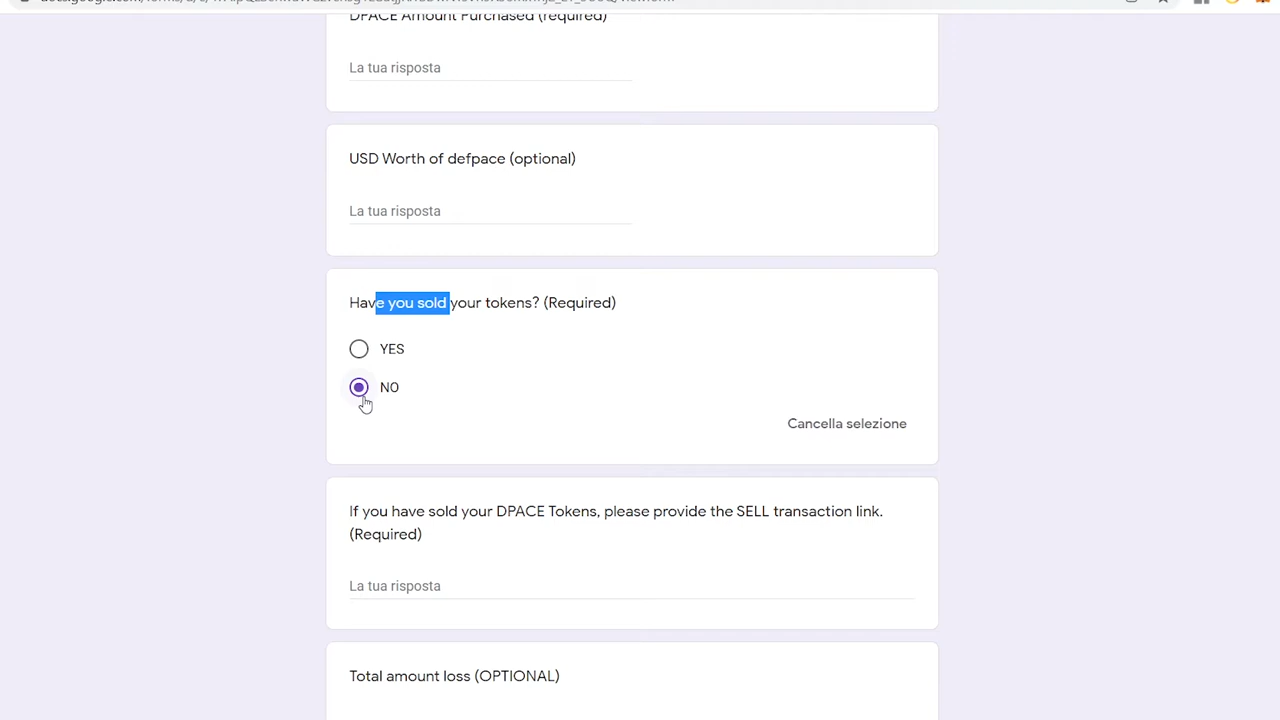 DPACE Amount Purchased (required)
La tua risposta
USD Worth of defpace (optional)
La tua risposta
Have you sold your tokens? (Required)
YES
NO
Cancella selezione
If you have sold your DPACE Tokens, please provide the SELL transaction link.
(Required)
La tua risposta
Total amount loss (OPTIONAL)